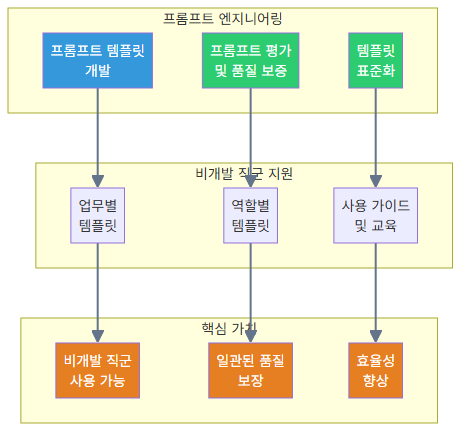 프롬프트 엔지니어링
프롬프트 템플릿
개발
프롬프트 평가
및 품질 보증
템플릿
표준화
비개발 직군 지원
업무별
템플릿
역할별
템플릿
사용 가이드
및 교육
핵심 가치
비개발 직군
사용 가능
일관된 품질
보장
효율성
향상